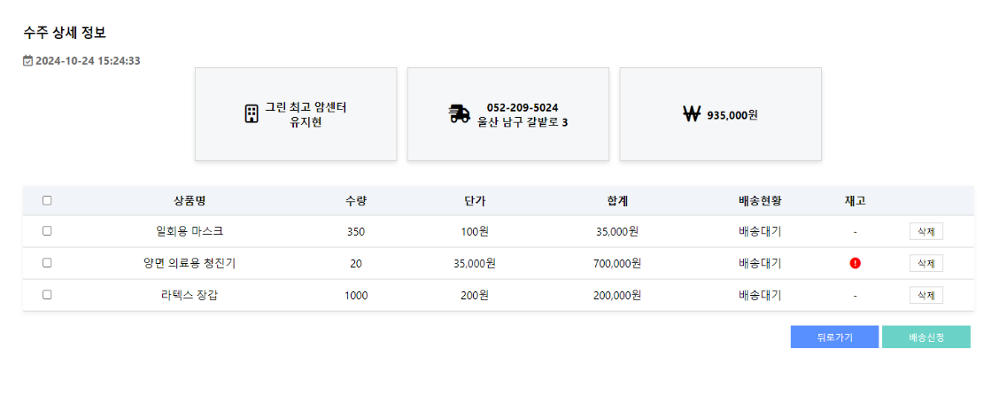 수주 상세 정보
2024-10-24 15:24:33
그린 최고 암센터
유지현
052-209-5024
울산 남구 갈밭로 3
₩ 935,000원
상품명 수량 단가 합계 배송현황 재고
일회용 마스크 350 100원 35,000원 배송대기 - 삭제
양면 의료용 청진기 20 35,000원 700,000원 배송대기 ! 삭제
라텍스 장갑 1000 200원 200,000원 배송대기 - 삭제
뒤로가기 배송신청